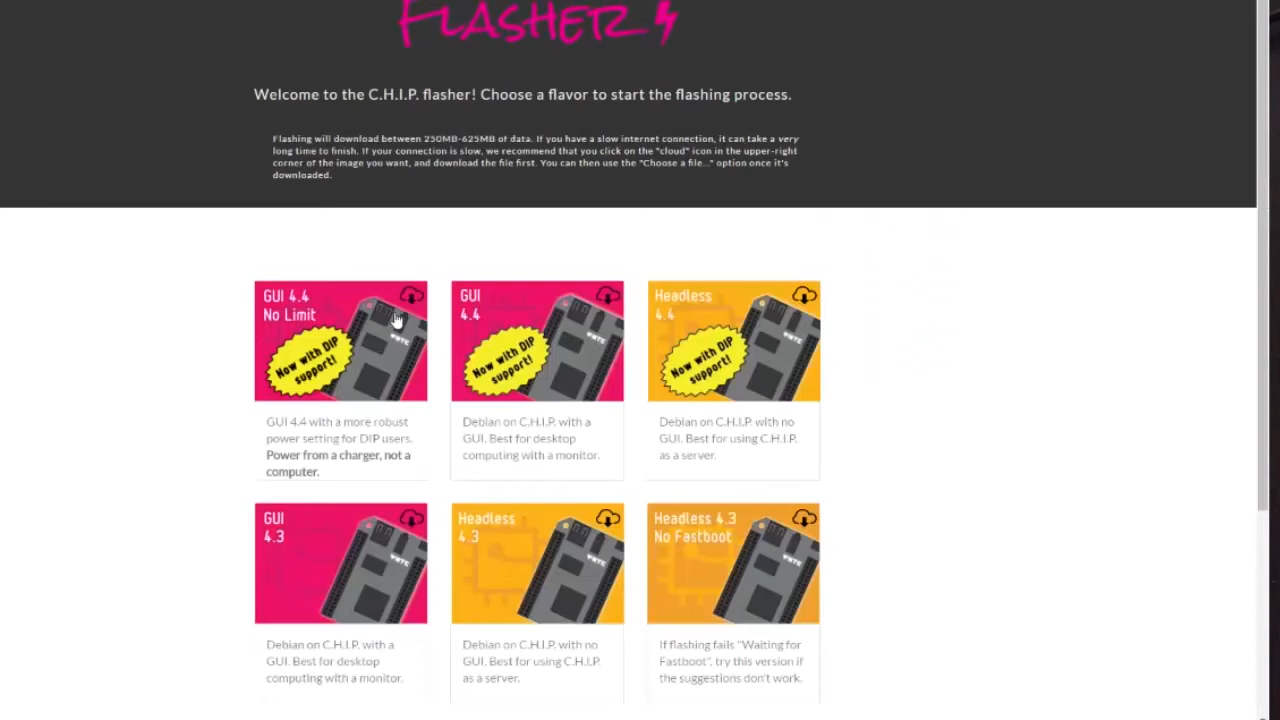 FLASHER
Welcome to the C.H.I.P. flasher! Choose a flavor to start the flashing process.
Flashing will download between 250MB-625MB of data. If you have a slow internet connection, it can take a very
long time to finish. If your connection is slow, we recommend that you click on the "cloud" icon in the upper-right
corner of the image you want, and download the file first. You can then use the "Choose a file..." option once it's
downloaded.
GUI 4.4
No Limit
Now with DIP
support!
GUI 4.4 with a more robust
power setting for DIP users.
Power from a charger, not a
computer.
GUI
4.4
Now with DIP
support!
Debian on C.H.I.P. with a
GUI. Best for desktop
computing with a monitor.
Headless
4.4
Now with DIP
support!
Debian on C.H.I.P. with no
GUI. Best for using C.H.I.P.
as a server.
GUI
4.3
Debian on C.H.I.P. with a
GUI. Best for desktop
computing with a monitor.
Headless
4.3
Debian on C.H.I.P. with no
GUI. Best for using C.H.I.P.
as a server.
Headless 4.3
No Fastboot
If flashing fails "Waiting for
Fastboot", try this version if
the suggestions don't work.